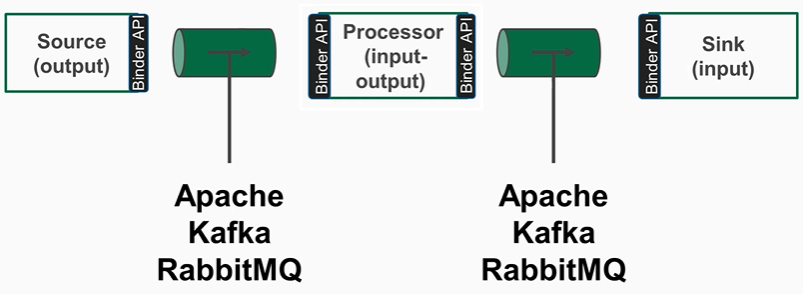 Source
(output)
Binder API
Binder API
Processor
(input-
output)
Binder API
Binder API
Sink
(input)
Apache
Kafka
RabbitMQ
Apache
Kafka
RabbitMQ